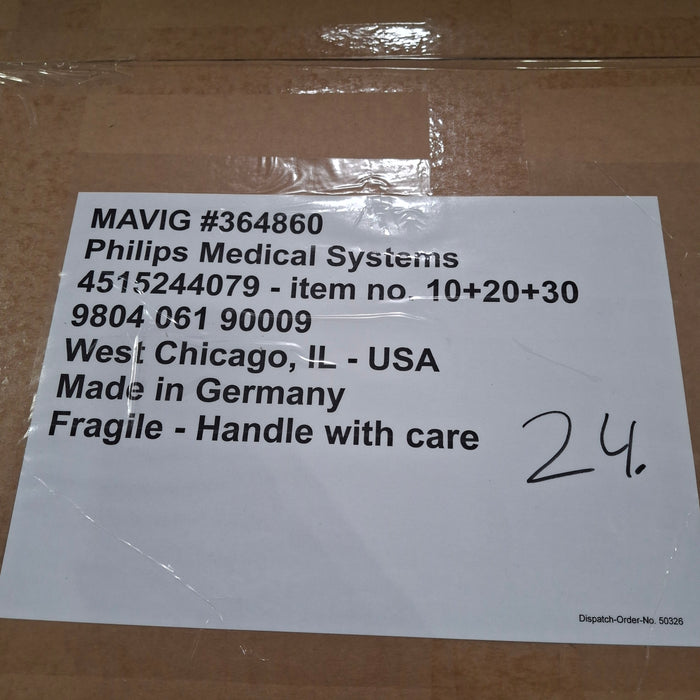 MAVIG #364860
Philips Medical Systems
4515244079 - item no. 10+20+30
9804 061 90009
West Chicago, IL - USA
Made in Germany
Fragile - Handle with care
24.
Dispatch-Order-No. 50326